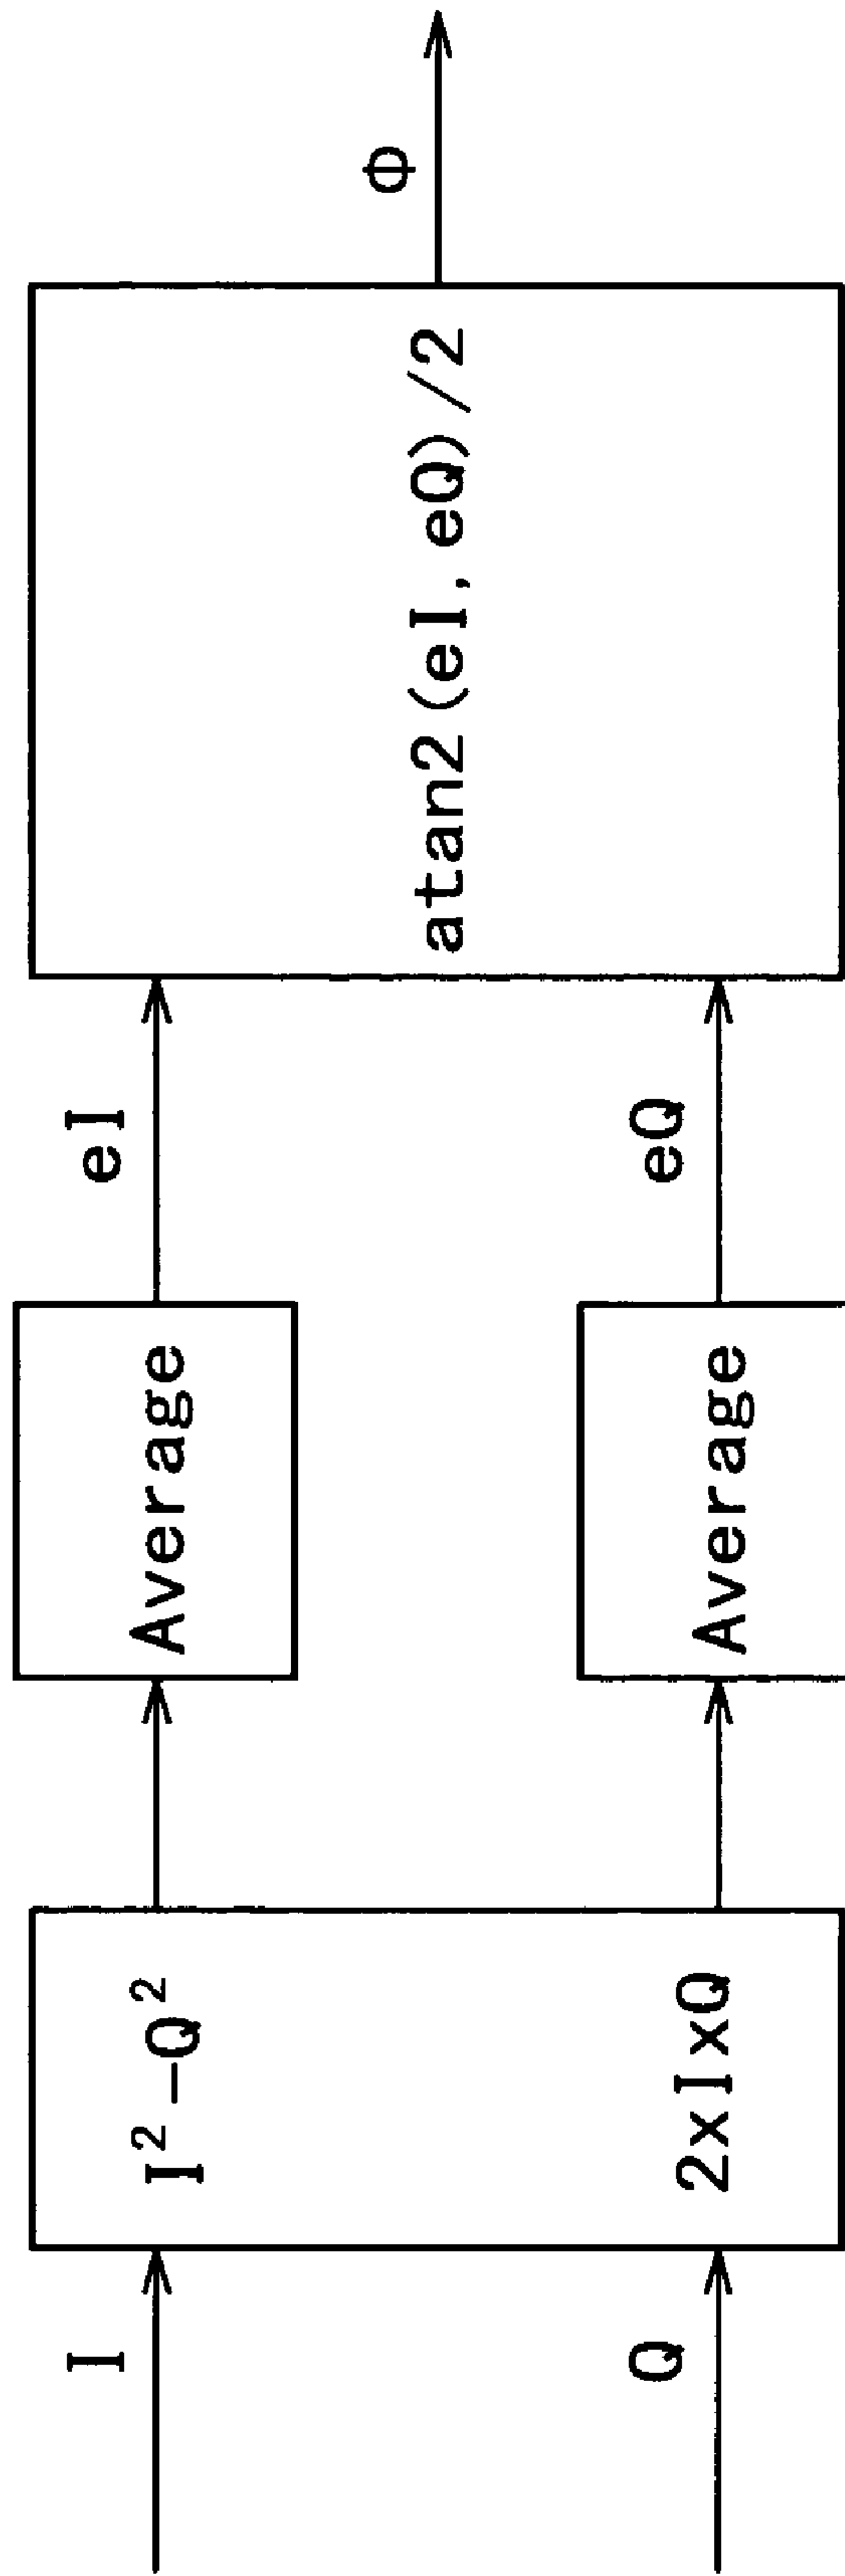 I
Q
I²-Q²
2xIxQ
Average
Average
eI
eQ
atan2(eI, eQ)/2
Φ